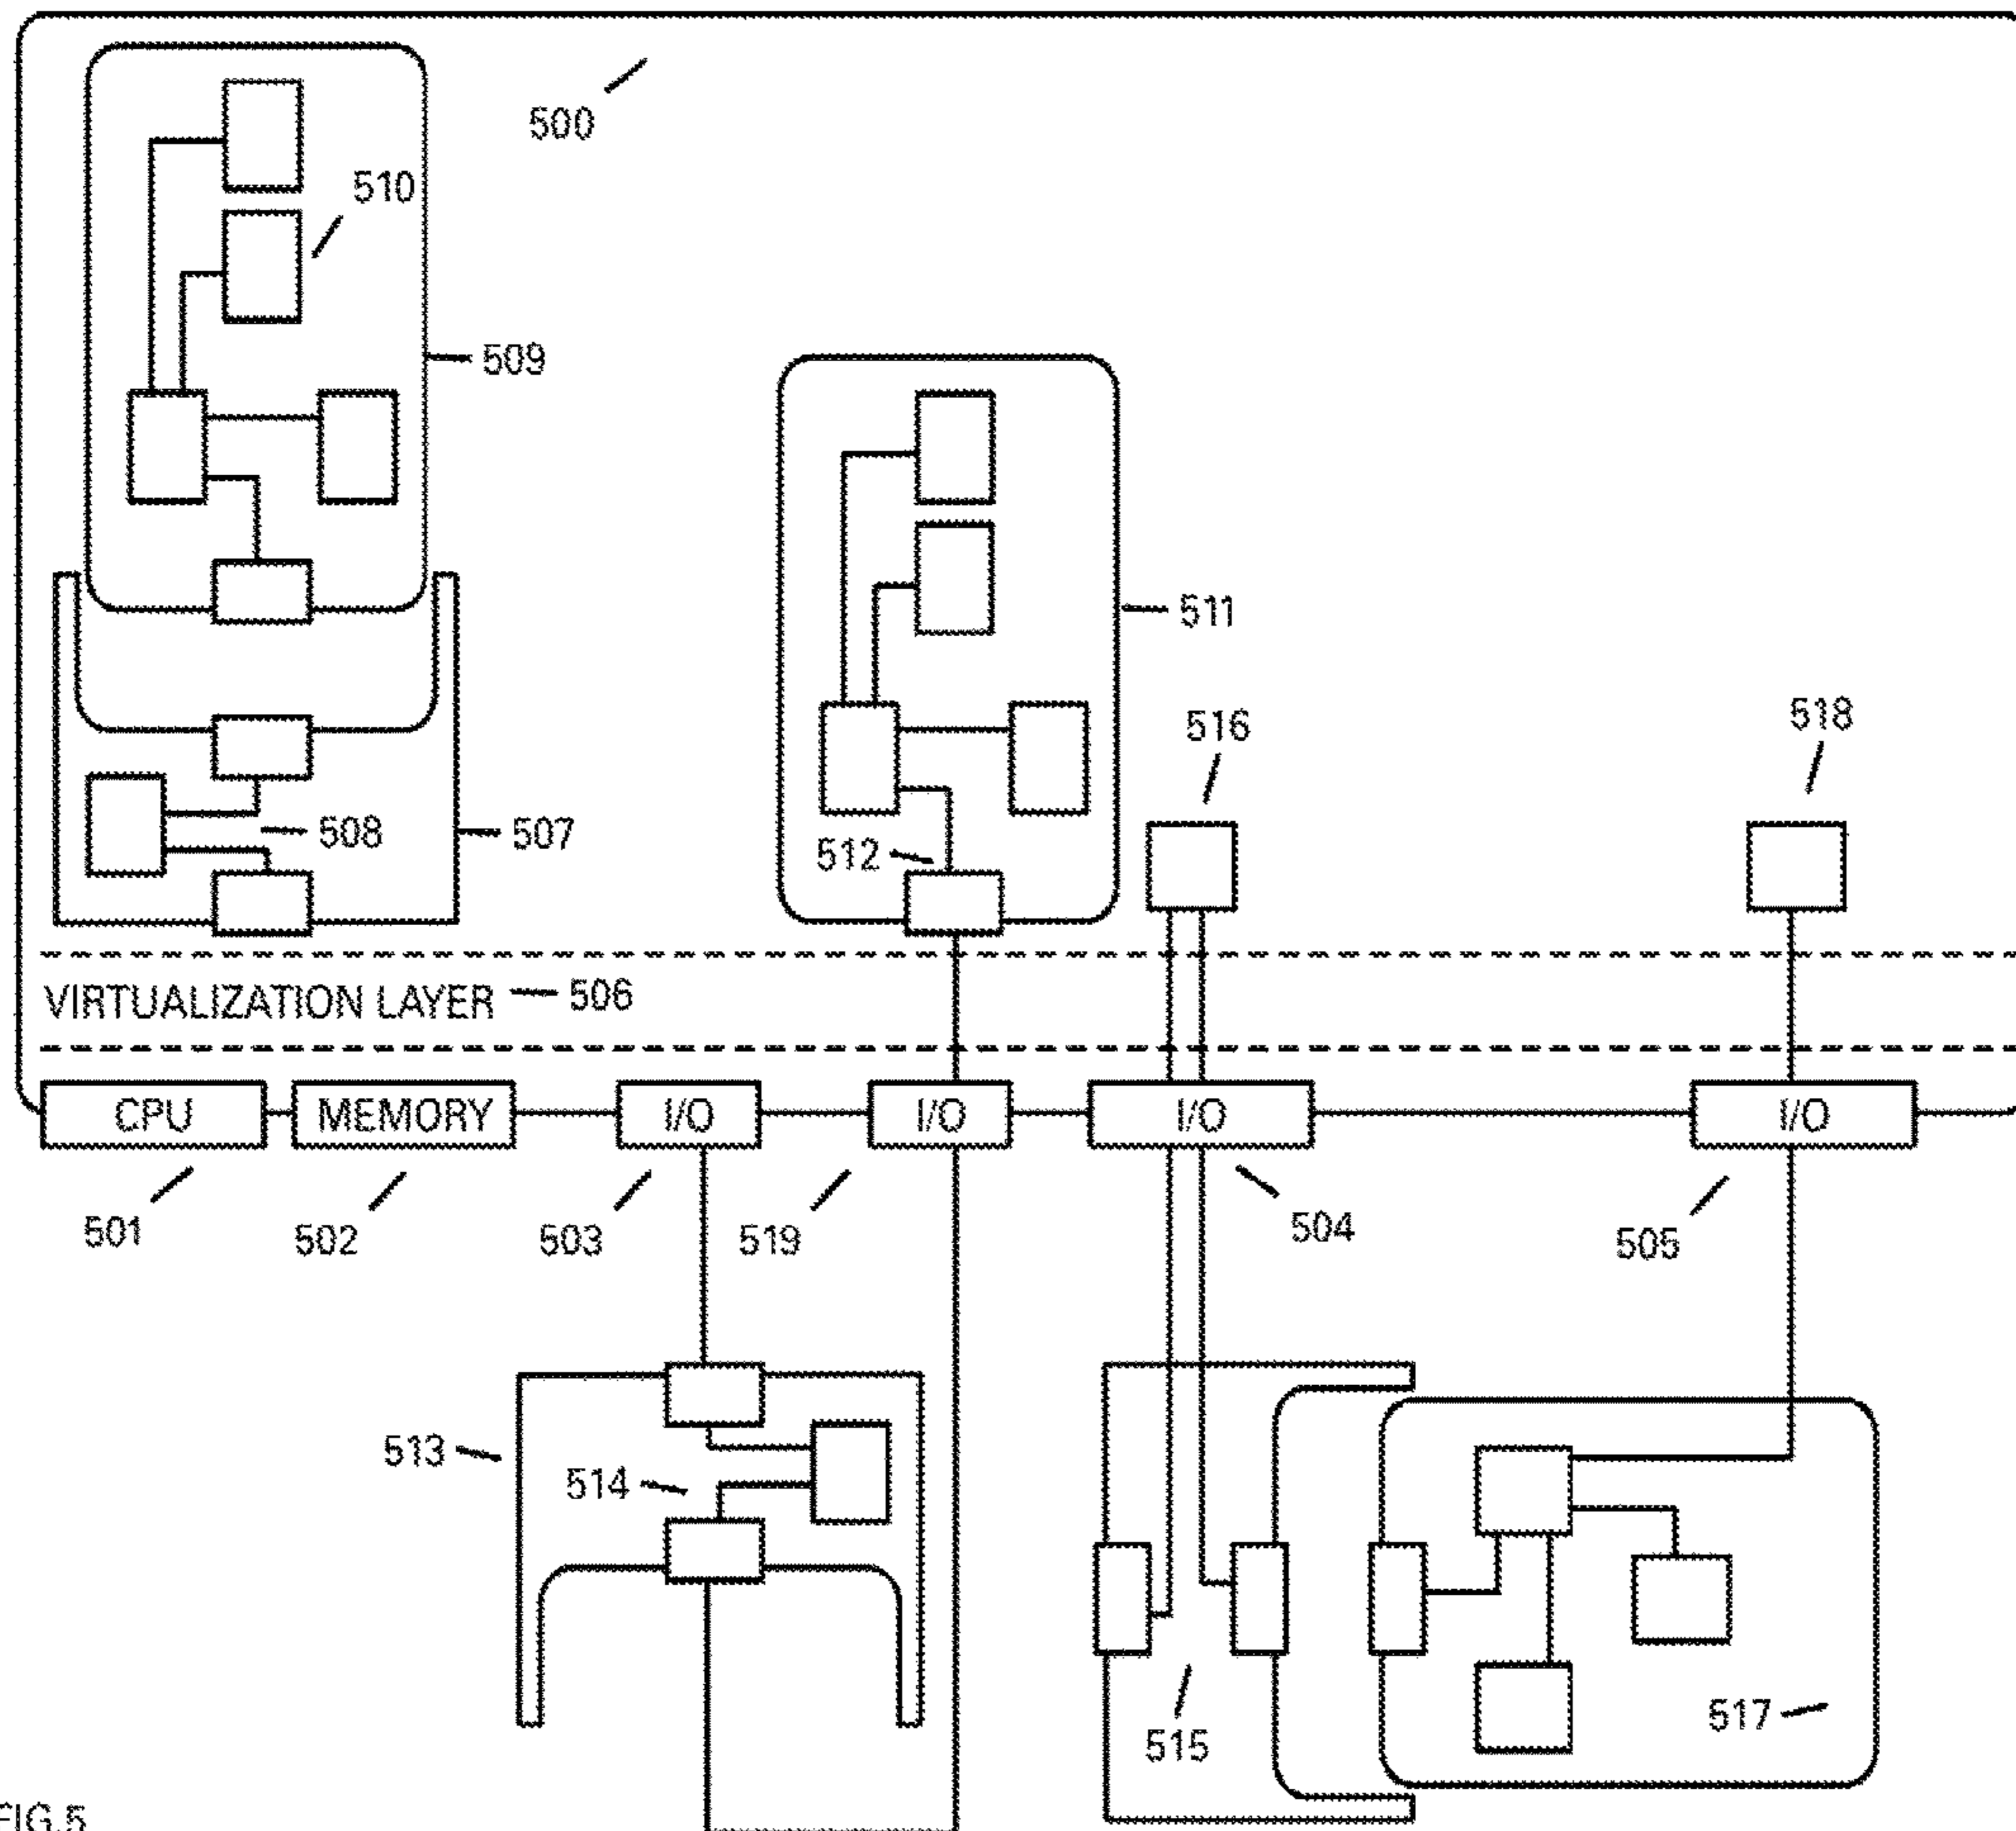 500
510
509
511
516
518
508
507
512
VIRTUALIZATION LAYER
506
CPU
MEMORY
I/O
I/O
I/O
I/O
501
502
503
519
504
505
513
514
515
517
FIG.5